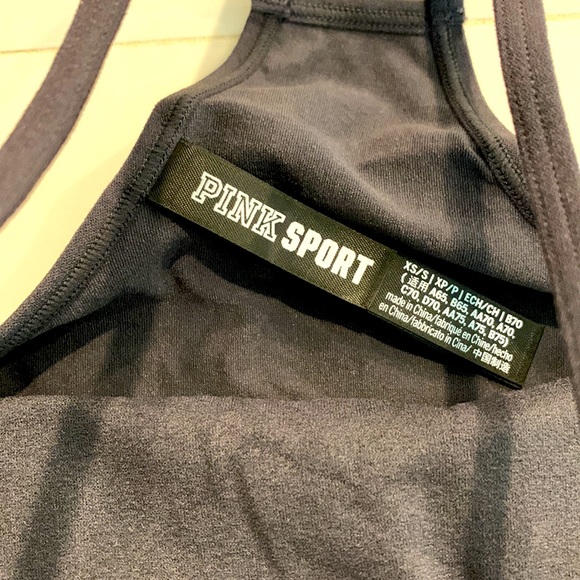 PINK SPORT
XS/S | XP/P | ECH/CH | B70
(适用 A65, B65, AA70, A70,
C70, D70, AA75, A75, B75)
made in China/fabriqué en Chine/hecho
en China/fabbricato in Cina/ 中国制造